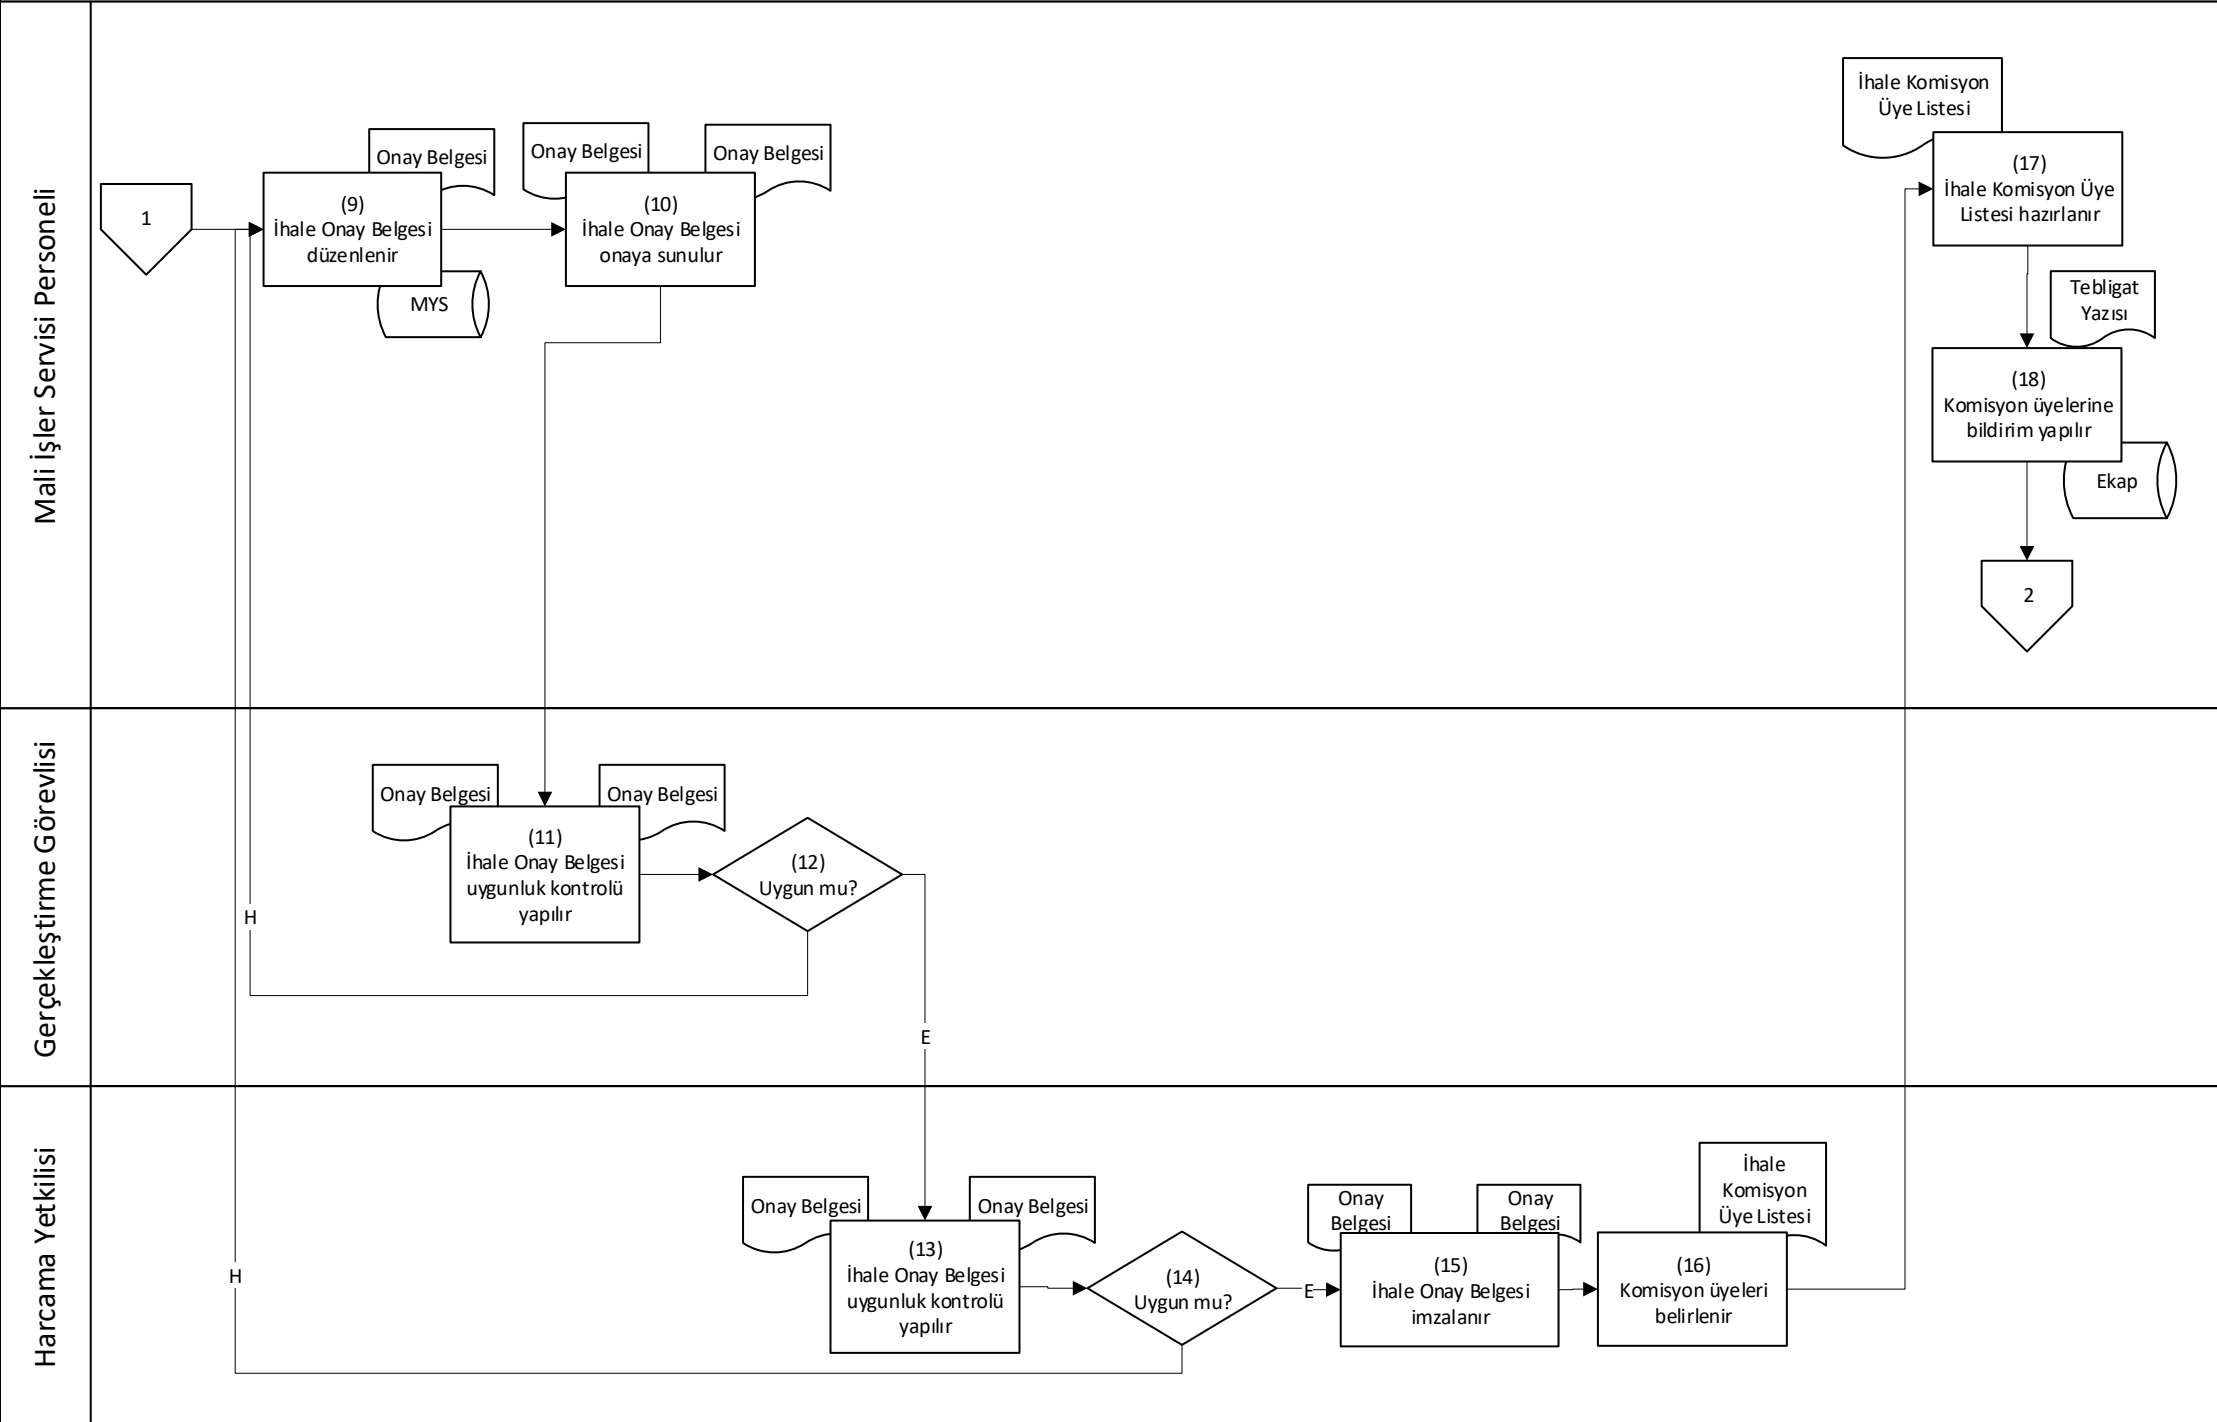 Mali İşler Servisi Personeli
1
Onay Belgesi
(9)
İhale Onay Belgesi
düzenlenir
MYS
Onay Belgesi
Onay Belgesi
(10)
İhale Onay Belgesi
onaya sunulur
İhale Komisyon
Üye Listesi
(17)
İhale Komisyon Üye
Listesi hazırlanır
Tebligat
Yazısı
(18)
Komisyon üyelerine
bildirim yapılır
Ekap
2
Gerçekleştirme Görevlisi
Onay Belgesi
Onay Belgesi
(11)
İhale Onay Belgesi
uygunluk kontrolü
yapılır
(12)
Uygun mu?
H
E
Harcama Yetkilisi
Onay Belgesi
Onay Belgesi
(13)
İhale Onay Belgesi
uygunluk kontrolü
yapılır
(14)
Uygun mu?
H
E
Onay
Belgesi
Onay
Belgesi
(15)
İhale Onay Belgesi
imzalanır
İhale
Komisyon
Üye Listesi
(16)
Komisyon üyeleri
belirlenir